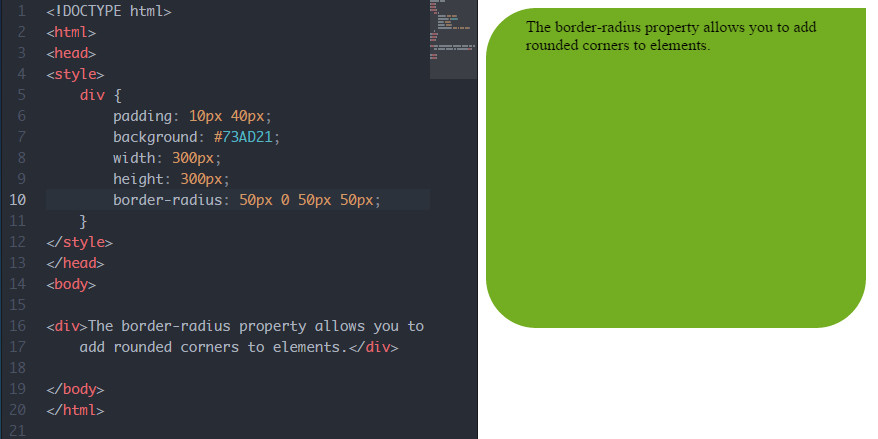 1 <!DOCTYPE html>
2 <html>
3 <head>
4 <style>
5 div {
6 padding: 10px 40px;
7 background: #73AD21;
8 width: 300px;
9 height: 300px;
10 border-radius: 50px 0 50px 50px;
11 }
12 </style>
13 </head>
14 <body>
15
16 <div>The border-radius property allows you to
17 add rounded corners to elements.</div>
18
19 </body>
20 </html>
21
The border-radius property allows you to add
rounded corners to elements.